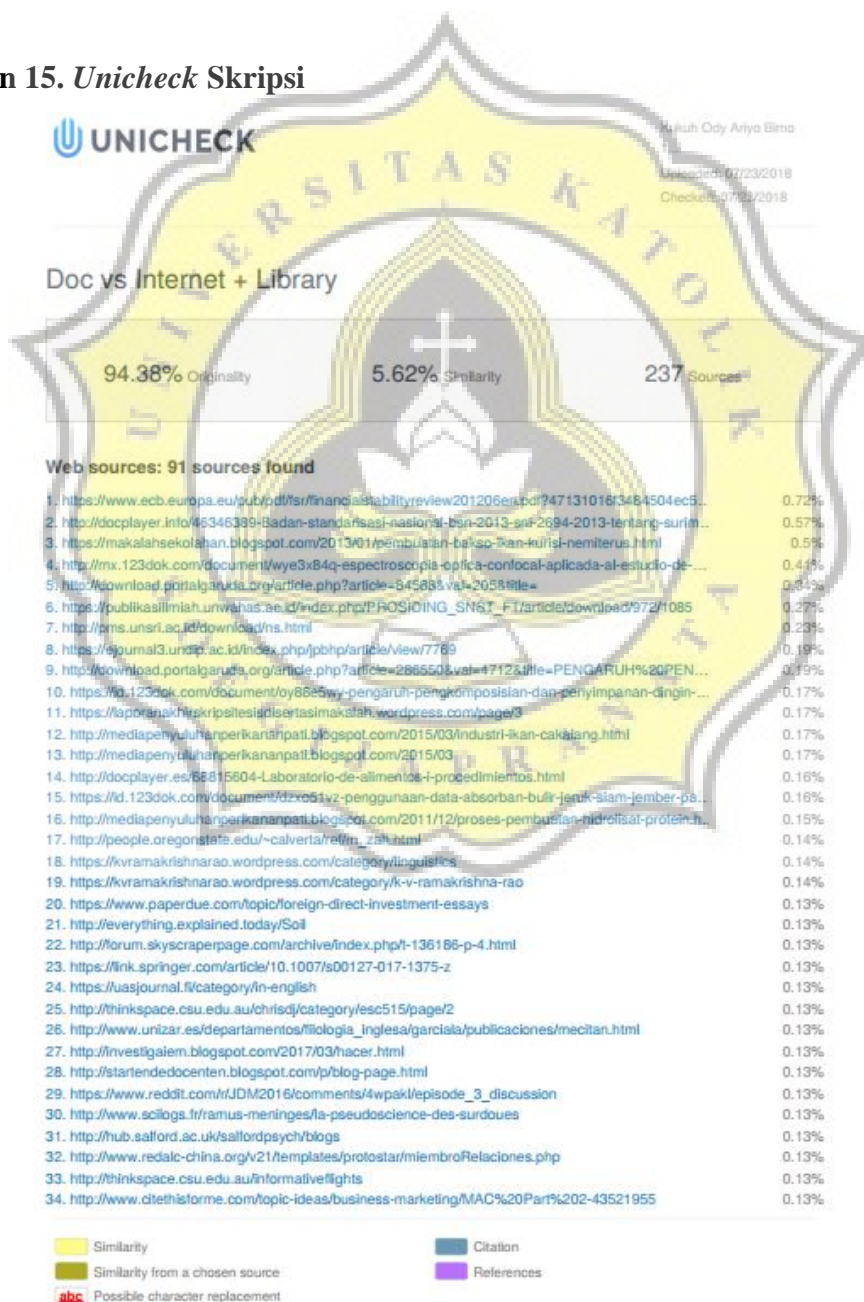 n 15. Unicheck Skripsi
UNICHECK
Kukuh Ody Ariyo Bimo
Uploaded: 07/23/2018
Checked: 07/23/2018
UNIVERSITAS KATOLIK
Doc vs Internet + Library
94.38% Originality
5.62% Similarity
237 Sources
Web sources: 91 sources found
1. https://www.ecb.europa.eu/pub/pdf/fsr/financialstabilityreview201206en.pdf?47131016f3484504ec5... 0.72%
2. http://docplayer.info/46346389-Badan-standarisasi-nasional-bsn-2013-sni-2694-2013-tentang-surim... 0.57%
3. https://makalahsekolahan.blogspot.com/2013/01/pembuatan-bakso-ikan-kurisi-nemiterus.html 0.5%
4. http://mx.123dok.com/document/wye3x84q-espectroscopia-optica-confocal-aplicada-al-estudio-de-... 0.41%
5. http://download.portalgaruda.org/article.php?article=84588&val=205&title= 0.34%
6. https://publikasiilmiah.unwahas.ac.id/index.php/PROSIDING_SNST_FT/article/download/972/1085 0.27%
7. http://pms.unsri.ac.id/download/ns.html 0.23%
8. https://ejournal3.undip.ac.id/index.php/jpbhp/article/view/7769 0.19%
9. http://download.portalgaruda.org/article.php?article=286550&val=4712&title=PENGARUH%20PEN... 0.19%
10. https://id.123dok.com/document/oy86e5wy-pengaruh-pengkomposisian-dan-penyimpanan-dingin-... 0.17%
11. https://laporanakhirskripsitesisdisertasimakalah.wordpress.com/page/3 0.17%
12. http://mediapenyuluhanperikananpati.blogspot.com/2015/03/industri-ikan-cakalang.html 0.17%
13. http://mediapenyuluhanperikananpati.blogspot.com/2015/03 0.17%
14. http://docplayer.es/68815604-Laboratorio-de-alimentos-i-procedimientos.html 0.16%
15. https://id.123dok.com/document/dzxo51vz-penggunaan-data-absorban-bulir-jeruk-siam-jember-pa... 0.16%
16. http://mediapenyuluhanperikananpati.blogspot.com/2011/12/proses-pembuatan-hidrolisat-protein.h... 0.15%
17. http://people.oregonstate.edu/~calverta/ref/m_zah.html 0.14%
18. https://kvramakrishnarao.wordpress.com/category/linguistics 0.14%
19. https://kvramakrishnarao.wordpress.com/category/k-v-ramakrishna-rao 0.14%
20. https://www.paperdue.com/topic/foreign-direct-investment-essays 0.13%
21. http://everything.explained.today/Soil 0.13%
22. http://forum.skyscraperpage.com/archive/index.php/t-136186-p-4.html 0.13%
23. https://link.springer.com/article/10.1007/s00127-017-1375-z 0.13%
24. https://uasjournal.fi/category/in-english 0.13%
25. http://thinkspace.csu.edu.au/chrisdj/category/esc515/page/2 0.13%
26. http://www.unizar.es/departamentos/filologia_inglesa/garciala/publicaciones/mecitan.html 0.13%
27. http://investigaiem.blogspot.com/2017/03/hacer.html 0.13%
28. http://startendedocenten.blogspot.com/p/blog-page.html 0.13%
29. https://www.reddit.com/r/JDM2016/comments/4wpakl/episode_3_discussion 0.13%
30. http://www.scilogs.fr/ramus-meninges/la-pseudoscience-des-surdoues 0.13%
31. http://hub.salford.ac.uk/salfordpsych/blogs 0.13%
32. http://www.redalc-china.org/v21/templates/protostar/miembroRelaciones.php 0.13%
33. http://thinkspace.csu.edu.au/informativeflights 0.13%
34. http://www.citethisforme.com/topic-ideas/business-marketing/MAC%20Part%202-43521955 0.13%
Similarity
Citation
Similarity from a chosen source
References
abc Possible character replacement